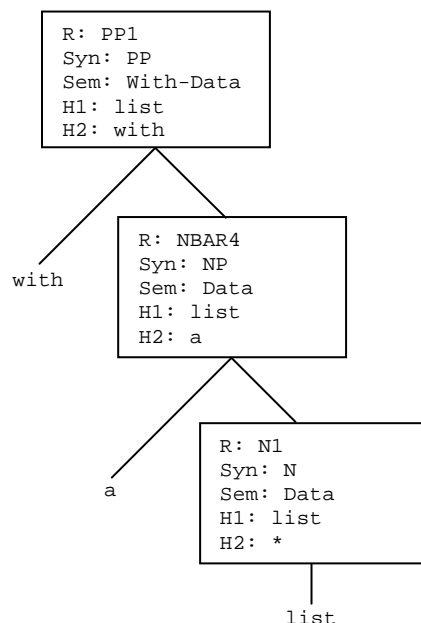 R: PP1
Syn: PP
Sem: With-Data
H1: list
H2: with
with
R: NBAR4
Syn: NP
Sem: Data
H1: list
H2: a
a
R: N1
Syn: N
Sem: Data
H1: list
H2: *
list